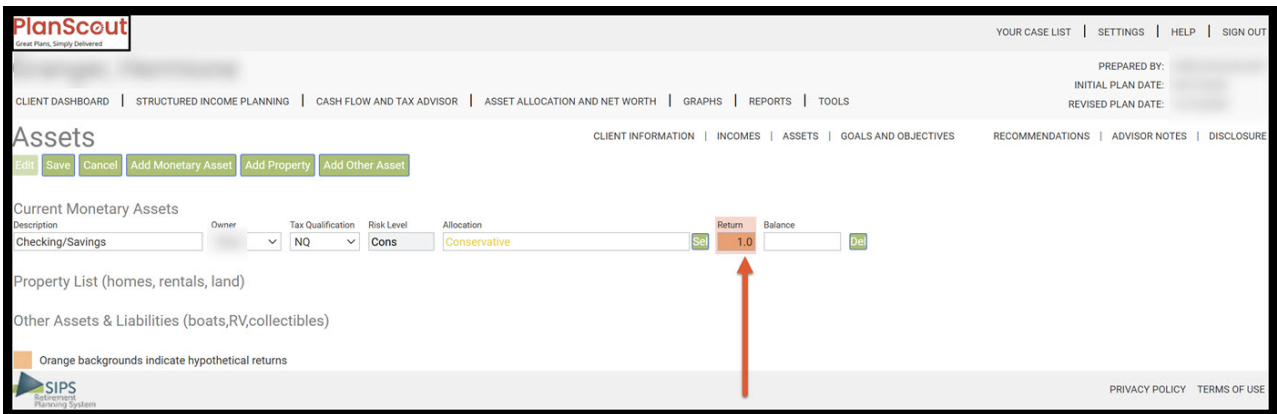 PlanScout
Great Plans, Simply Delivered
YOUR CASE LIST | SETTINGS | HELP | SIGN OUT
PREPARED BY:
INITIAL PLAN DATE:
REVISED PLAN DATE:
CLIENT DASHBOARD | STRUCTURED INCOME PLANNING | CASH FLOW AND TAX ADVISOR | ASSET ALLOCATION AND NET WORTH | GRAPHS | REPORTS | TOOLS
Assets
CLIENT INFORMATION | INCOMES | ASSETS | GOALS AND OBJECTIVES RECOMMENDATIONS | ADVISOR NOTES | DISCLOSURE
Edit Save Cancel Add Monetary Asset Add Property Add Other Asset
Current Monetary Assets
Description Owner Tax Qualification Risk Level Allocation Return Balance
Checking/Savings NQ Cons Conservative Sel 1.0 Del
Property List (homes, rentals, land)
Other Assets & Liabilities (boats,RV,collectibles)
Orange backgrounds indicate hypothetical returns
SIPS
Retirement
Planning System
PRIVACY POLICY TERMS OF USE